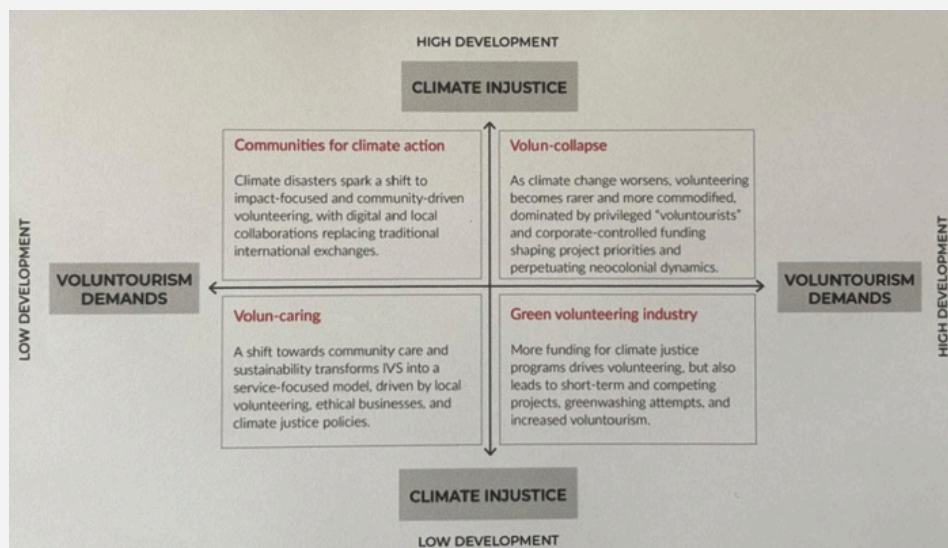 HIGH DEVELOPMENT
CLIMATE INJUSTICE
Communities for climate action
Climate disasters spark a shift to
impact-focused and community-driven
volunteering, with digital and local
collaborations replacing traditional
international exchanges.
Volun-collapse
As climate change worsens, volunteering
becomes rarer and more commodified,
dominated by privileged "voluntourists"
and corporate-controlled funding
shaping project priorities and
perpetuating neocolonial dynamics.
LOW DEVELOPMENT
VOLUNTOURISM
DEMANDS
VOLUNTOURISM
DEMANDS
HIGH DEVELOPMENT
Volun-caring
A shift towards community care and
sustainability transforms IVS into a
service-focused model, driven by local
volunteering, ethical businesses, and
climate justice policies.
Green volunteering industry
More funding for climate justice
programs drives volunteering, but also
leads to short-term and competing
projects, greenwashing attempts, and
increased voluntourism.
CLIMATE INJUSTICE
LOW DEVELOPMENT